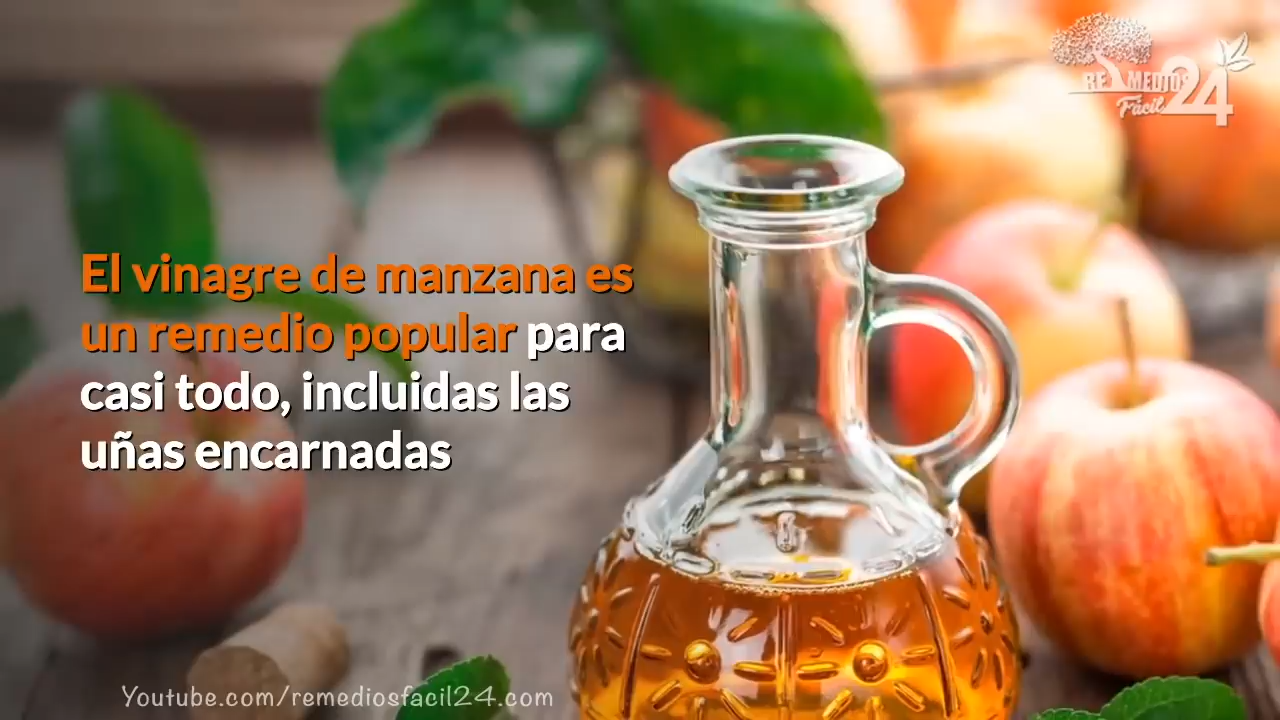 REMEDIOS
Fácil 24
El vinagre de manzana es
un remedio popular para
casi todo, incluidas las
uñas encarnadas
Youtube.com/remediosfacil24.com